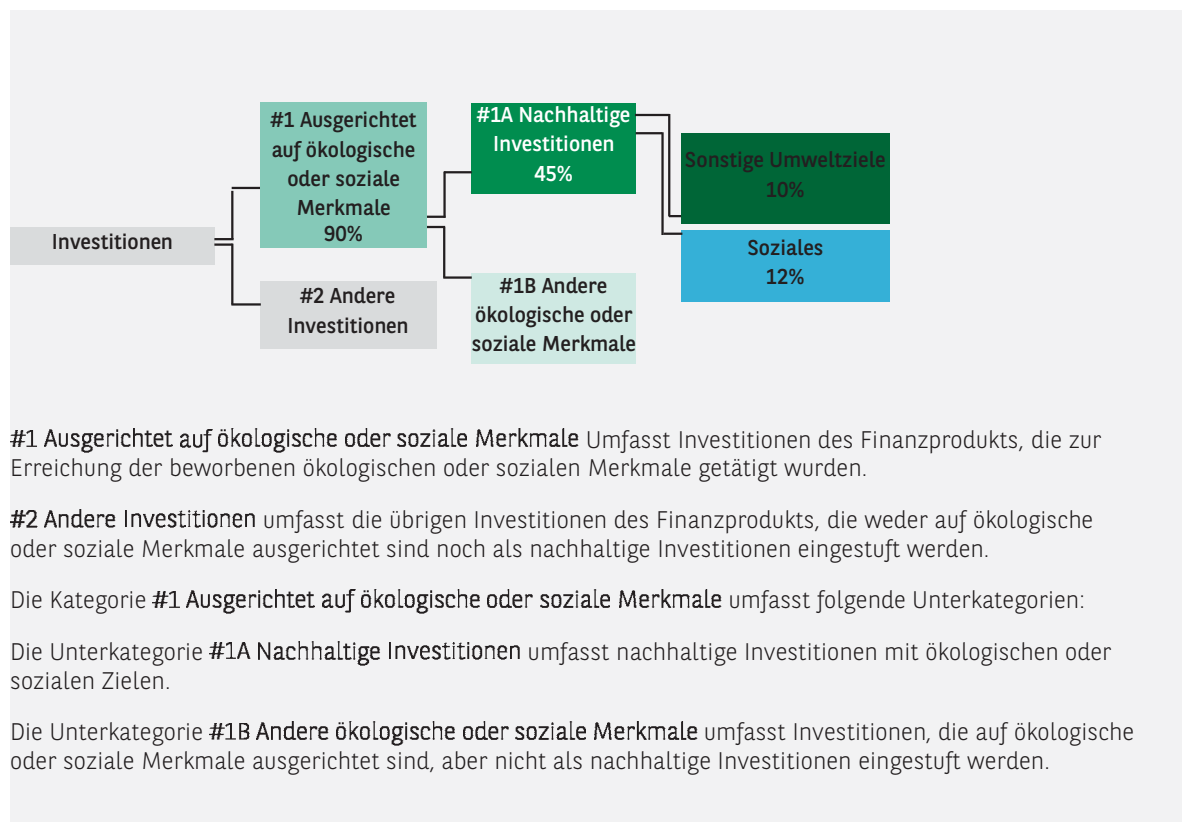 #1 Ausgerichtet
auf ökologische
oder soziale
Merkmale
90%
#1A Nachhaltige
Investitionen
45%
Sonstige Umweltziele
10%
Investitionen
Soziales
12%
#2 Andere
Investitionen
#1B Andere
ökologische oder
soziale Merkmale
#1 Ausgerichtet auf ökologische oder soziale Merkmale Umfasst Investitionen des Finanzprodukts, die zur
Erreichung der beworbenen ökologischen oder sozialen Merkmale getätigt wurden.
#2 Andere Investitionen umfasst die übrigen Investitionen des Finanzprodukts, die weder auf ökologische
oder soziale Merkmale ausgerichtet sind noch als nachhaltige Investitionen eingestuft werden.
Die Kategorie #1 Ausgerichtet auf ökologische oder soziale Merkmale umfasst folgende Unterkategorien:
Die Unterkategorie #1A Nachhaltige Investitionen umfasst nachhaltige Investitionen mit ökologischen oder
sozialen Zielen.
Die Unterkategorie #1B Andere ökologische oder soziale Merkmale umfasst Investitionen, die auf ökologische
oder soziale Merkmale ausgerichtet sind, aber nicht als nachhaltige Investitionen eingestuft werden.